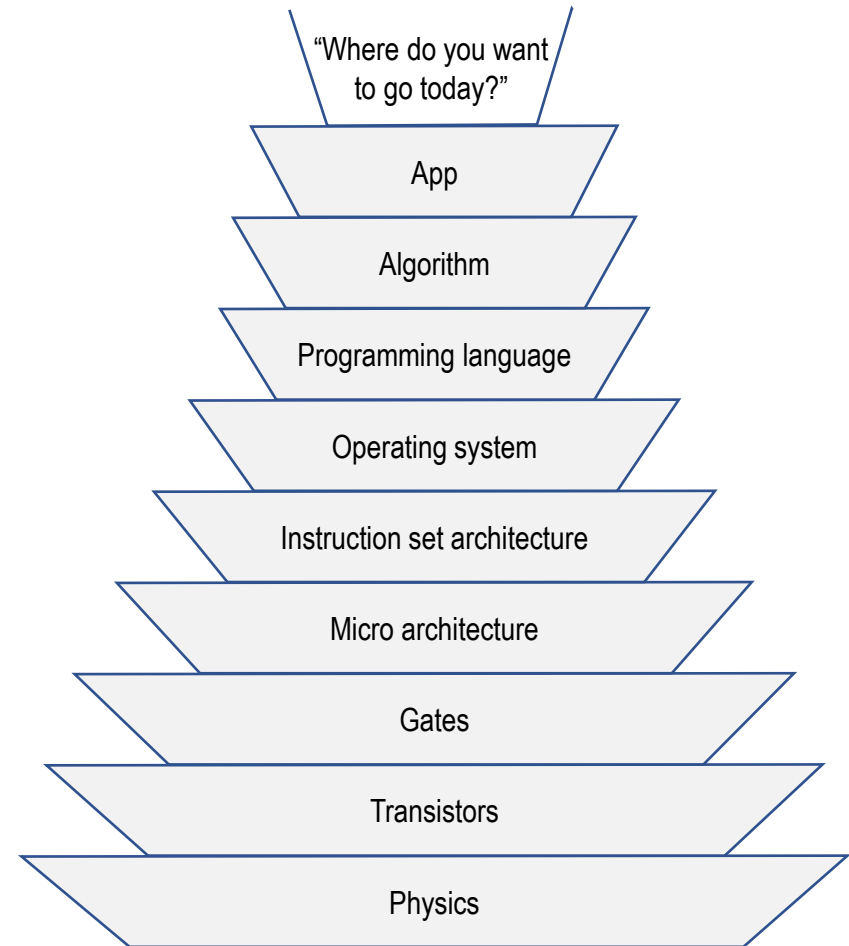 “Where do you want
to go today?”
App
Algorithm
Programming language
Operating system
Instruction set architecture
Micro architecture
Gates
Transistors
Physics